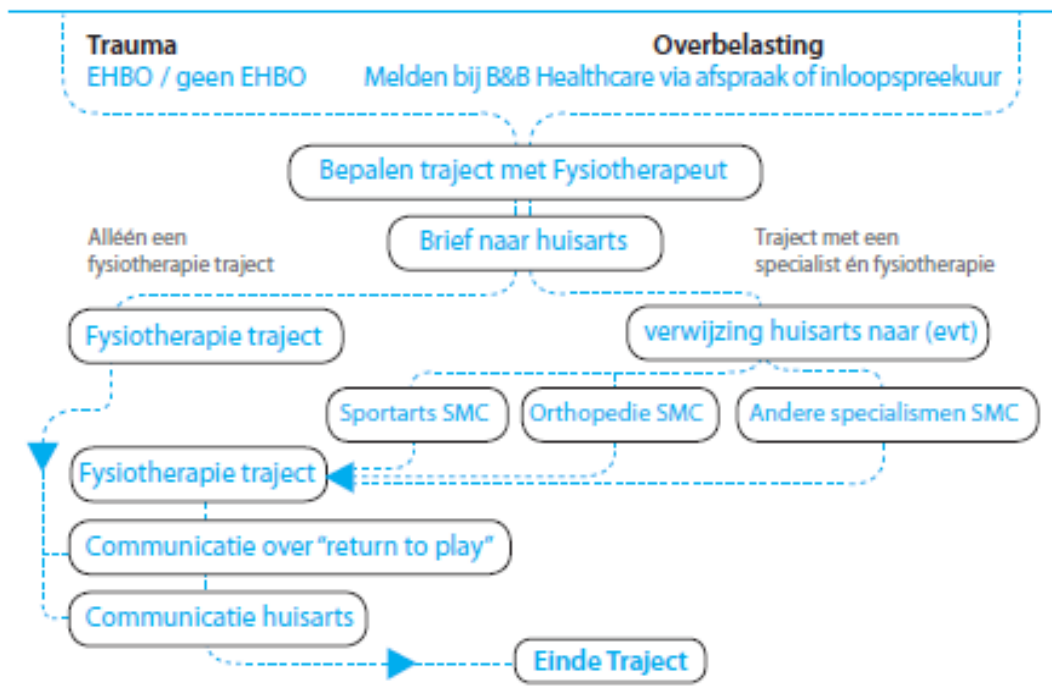 Trauma
EHBO / geen EHBO
Overbelasting
Melden bij B&B Healthcare via afspraak of inloopspreekuur
Bepalen traject met Fysiotherapeut
Brief naar huisarts
Alléén een
fysiotherapie traject
Traject met een
specialist én fysiotherapie
Fysiotherapie traject
verwijzing huisarts naar (evt)
Sportarts SMC
Orthopedie SMC
Andere specialismen SMC
Fysiotherapie traject
Communicatie over “return to play”
Communicatie huisarts
Einde Traject